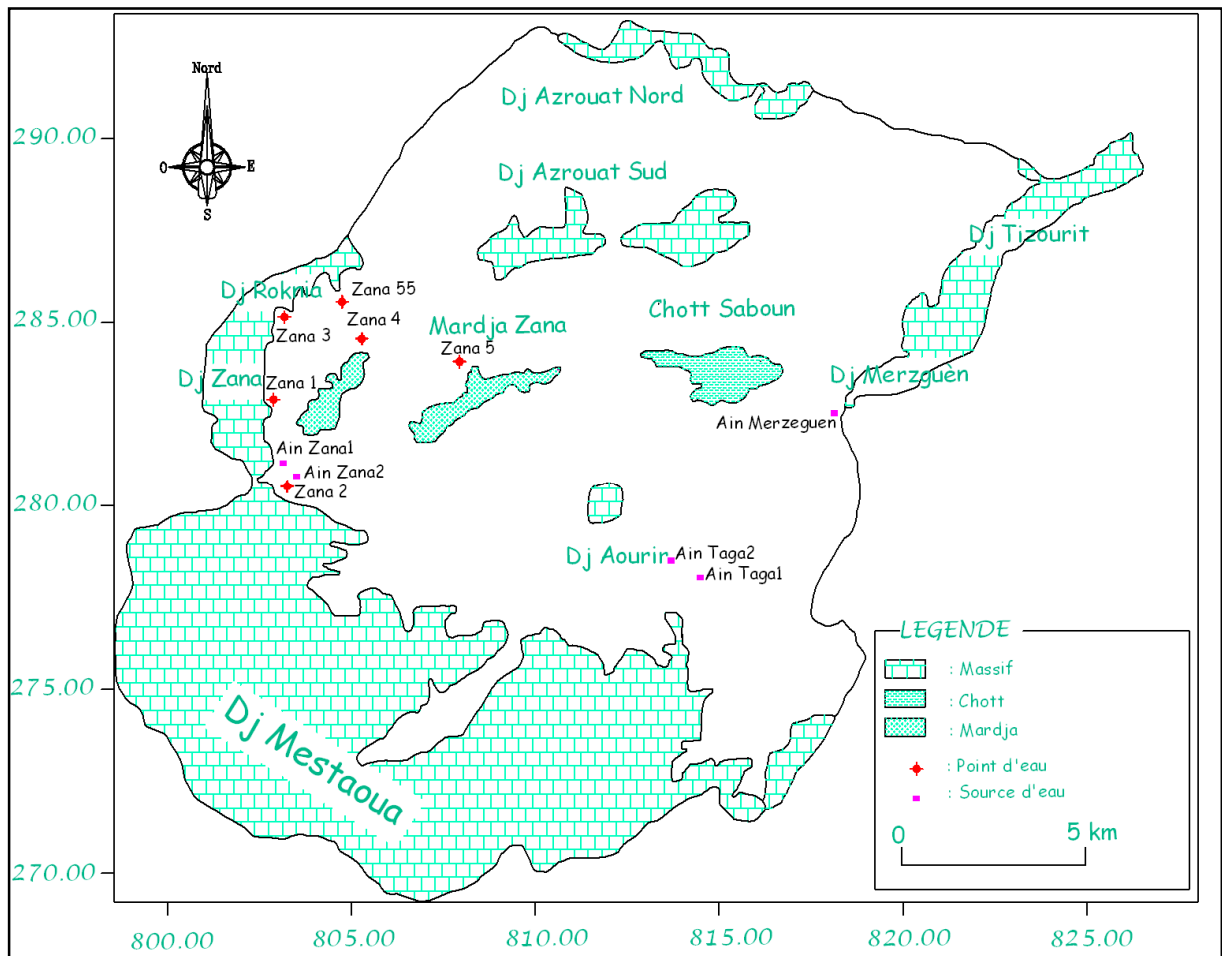 Nord
O
E
S
290.00
285.00
280.00
275.00
270.00
800.00
805.00
810.00
815.00
820.00
825.00
Dj Azrouat Nord
Dj Azrouat Sud
Dj Tizourit
Dj Roknia
Zana 55
Zana 4
Zana 3
Mardja Zana
Zana 5
Chott Saboun
Dj Zana
Zana 1
Dj Merzguèn
Ain Merzeguen
Ain Zana1
Ain Zana2
Zana 2
Dj Aourir
Ain Taga2
Ain Taga1
Dj Mestaoua
LEGENDE
: Massif
: Chott
: Mardja
: Point d'eau
: Source d'eau
0
5 km